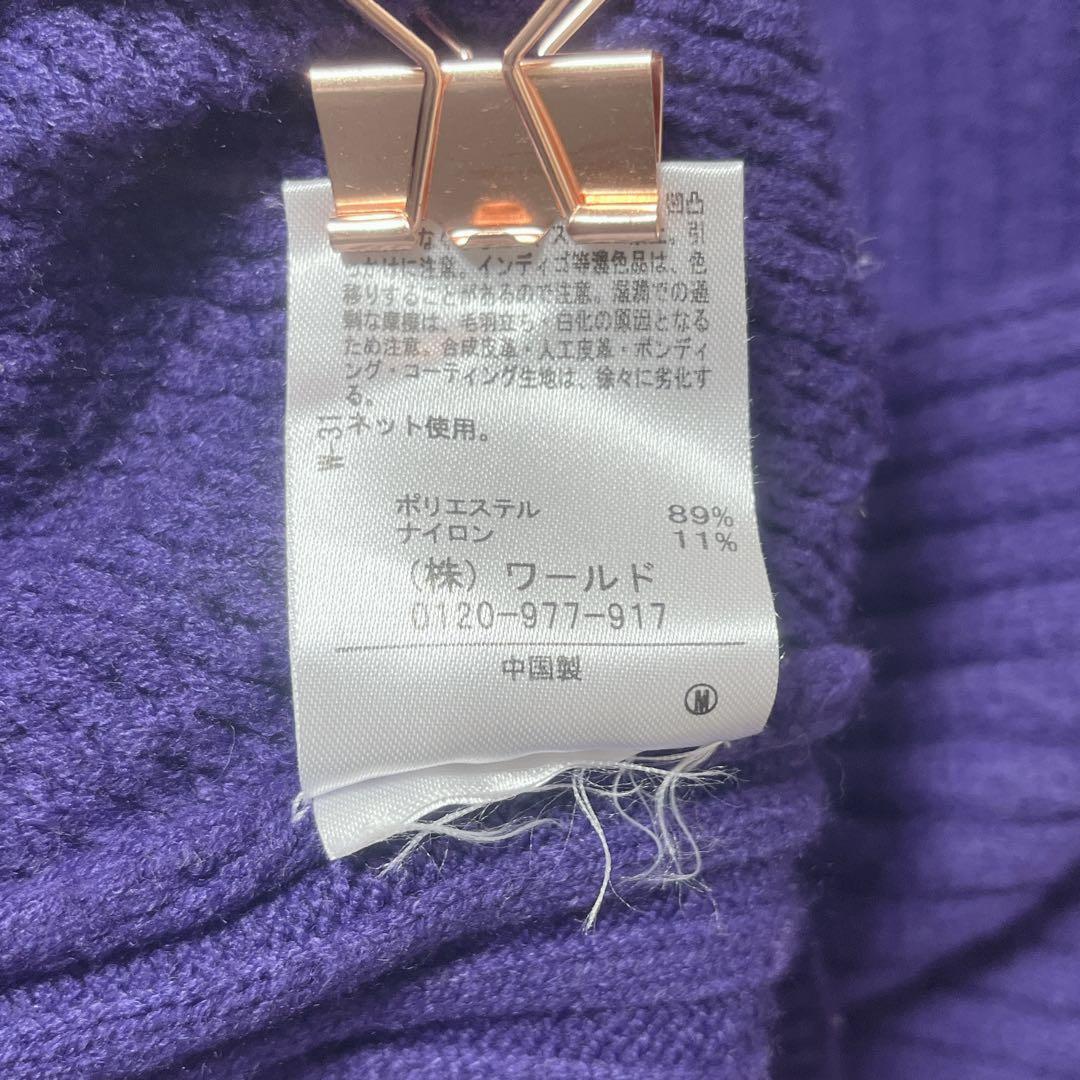 凹凸
引
っかけに注意。インディゴ等濃色品は、色
移りすることがあるので注意。湿潤での過
剰な摩擦は、毛羽立ち・白化の原因となる
ため注意。合成皮革・人工皮革・ボンディ
ング・コーティング生地は、徐々に劣化す
る。
ネット使用。
W-31
ポリエステル 89%
ナイロン 11%
(株) ワールド
0120-977-917
中国製
M